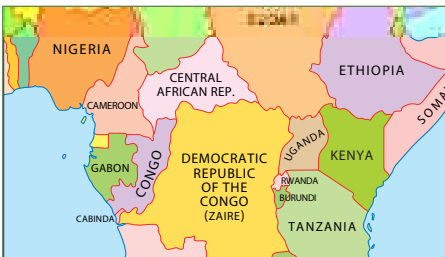 NIGERIA
ETHIOPIA
CENTRAL
AFRICAN REP.
CAMEROON
SOMA
UGANDA
KENYA
GABON
CONGO
DEMOCRATIC
REPUBLIC
OF THE
CONGO
(ZAIRE)
RWANDA
BURUNDI
CABINDA
TANZANIA